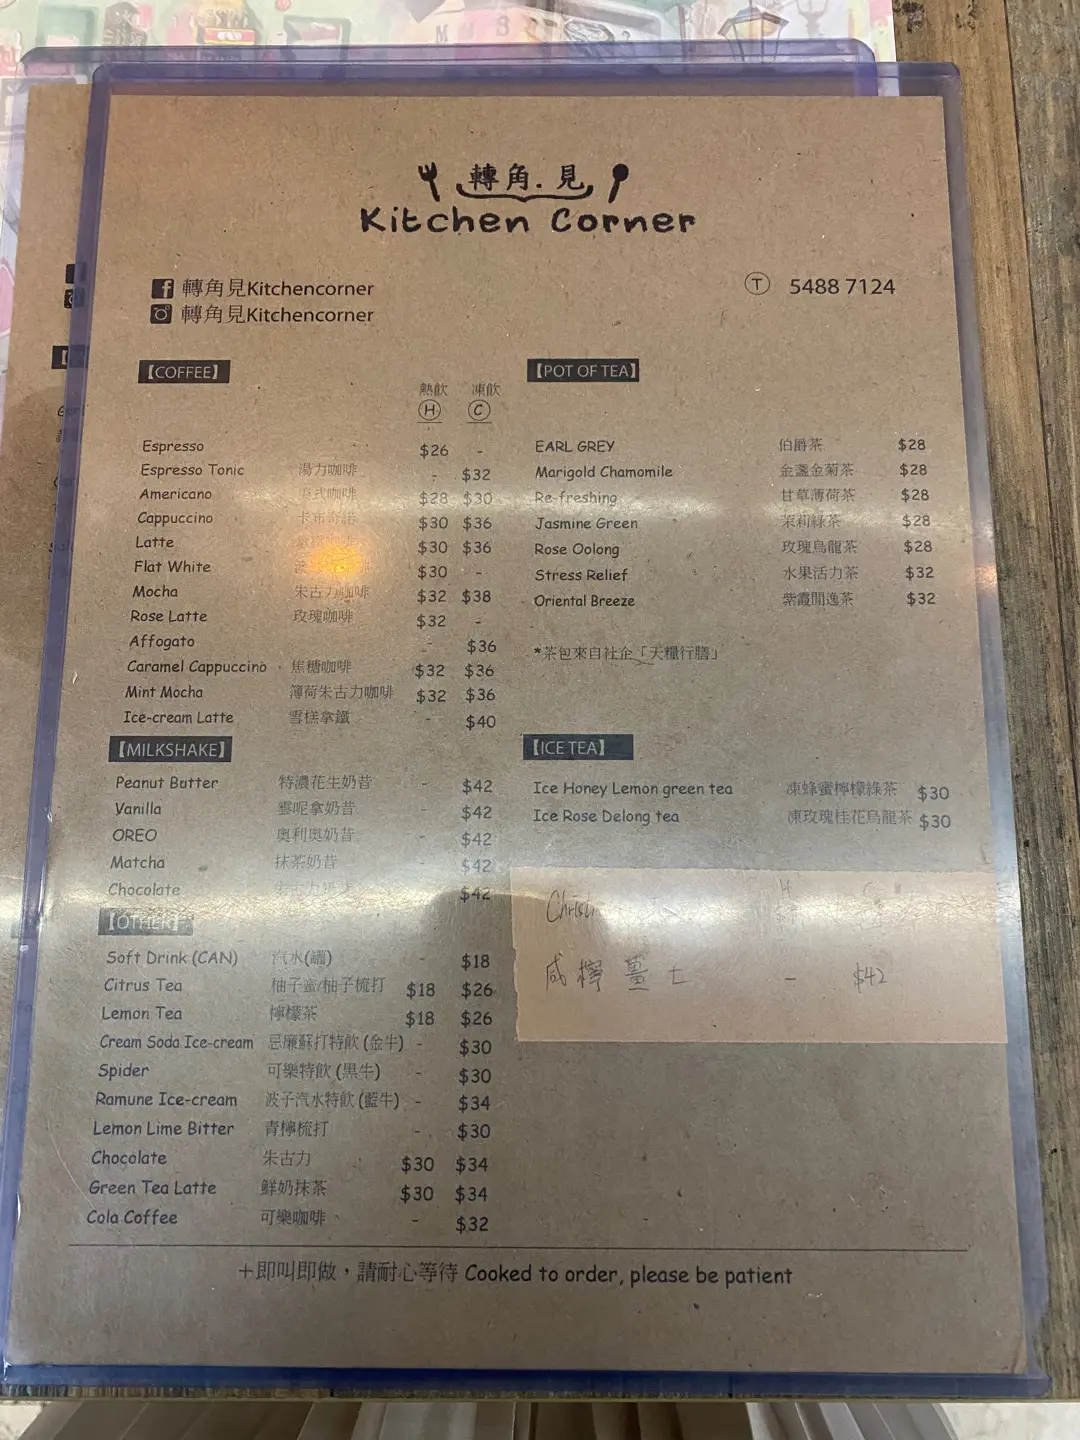 轉角.見
Kitchen Corner
轉角見Kitchencorner
轉角見Kitchencorner
Ⓣ 5488 7124
【COFFEE】
熱飲 凍飲
Ⓗ Ⓒ
Espresso $26 -
Espresso Tonic 湯力咖啡 - $32
Americano 美式咖啡 $28 $30
Cappuccino $30 $36
Latte $30 $36
Flat White $30 -
Mocha 朱古力咖啡 $32 $38
Rose Latte 玫瑰咖啡 $32 -
Affogato - $36
Caramel Cappuccino 焦糖咖啡 $32 $36
Mint Mocha 薄荷朱古力咖啡 $32 $36
Ice-cream Latte 雪糕拿鐵 - $40
【MILKSHAKE】
Peanut Butter 特濃花生奶昔 - $42
Vanilla 雲呢拿奶昔 - $42
OREO 奧利奧奶昔 - $42
Matcha 抹茶奶昔 - $42
Chocolate 朱古力奶昔 - $42
【OTHER】
Soft Drink (CAN) 汽水(罐) - $18
Citrus Tea 柚子蜜/柚子梳打 $18 $26
Lemon Tea 檸檬茶 $18 $26
Cream Soda Ice-cream 忌廉蘇打特飲 (金牛) - $30
Spider 可樂特飲 (黑牛) - $30
Ramune Ice-cream 波子汽水特飲 (藍牛) - $34
Lemon Lime Bitter 青檸梳打 - $30
Chocolate 朱古力 $30 $34
Green Tea Latte 鮮奶抹茶 $30 $34
Cola Coffee 可樂咖啡 - $32
【POT OF TEA】
EARL GREY 伯爵茶 $28
Marigold Chamomile 金盞金菊茶 $28
Re-freshing 甘草薄荷茶 $28
Jasmine Green 茉莉綠茶 $28
Rose Oolong 玫瑰烏龍茶 $28
Stress Relief 水果活力茶 $32
Oriental Breeze 紫霞閒逸茶 $32
*茶包來自社企「天糧行膳」
【ICE TEA】
Ice Honey Lemon green tea 凍蜂蜜檸檬綠茶 $30
Ice Rose Delong tea 凍玫瑰桂花烏龍茶 $30
H C
咸檸薑七 - $42
+即叫即做，請耐心等待 Cooked to order, please be patient